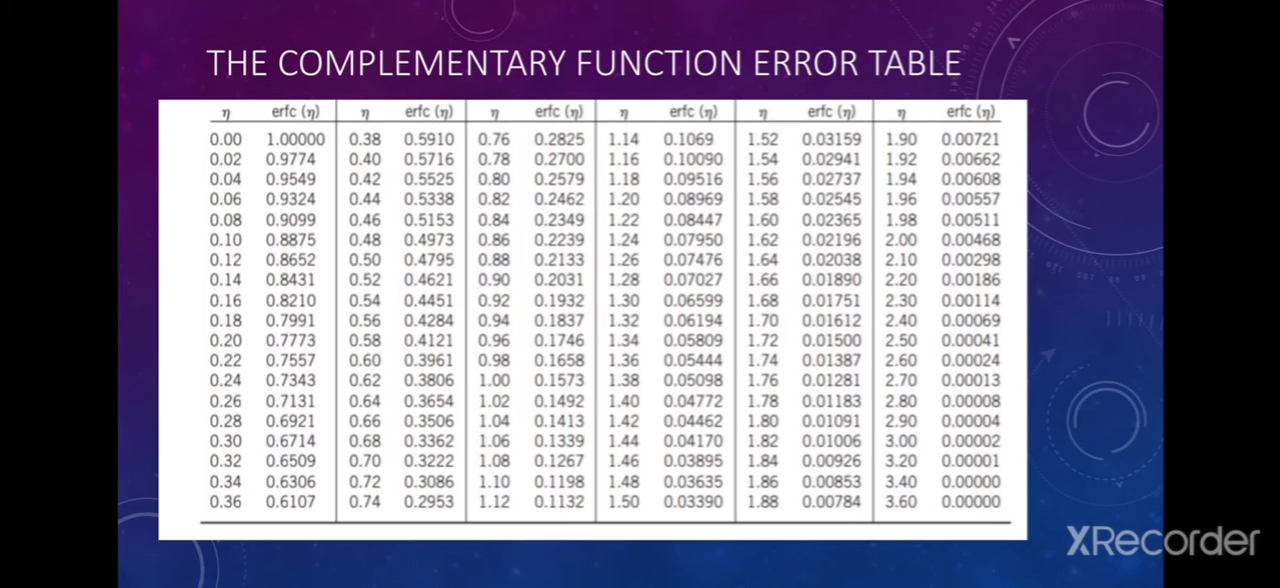 THE COMPLEMENTARY FUNCTION ERROR TABLE
η erfc (η) η erfc (η) η erfc (η) η erfc (η) η erfc (η) η erfc (η)
0.00 1.00000 0.38 0.5910 0.76 0.2825 1.14 0.1069 1.52 0.03159 1.90 0.00721
0.02 0.9774 0.40 0.5716 0.78 0.2700 1.16 0.10090 1.54 0.02941 1.92 0.00662
0.04 0.9549 0.42 0.5525 0.80 0.2579 1.18 0.09516 1.56 0.02737 1.94 0.00608
0.06 0.9324 0.44 0.5338 0.82 0.2462 1.20 0.08969 1.58 0.02545 1.96 0.00557
0.08 0.9099 0.46 0.5153 0.84 0.2349 1.22 0.08447 1.60 0.02365 1.98 0.00511
0.10 0.8875 0.48 0.4973 0.86 0.2239 1.24 0.07950 1.62 0.02196 2.00 0.00468
0.12 0.8652 0.50 0.4795 0.88 0.2133 1.26 0.07476 1.64 0.02038 2.10 0.00298
0.14 0.8431 0.52 0.4621 0.90 0.2031 1.28 0.07027 1.66 0.01890 2.20 0.00186
0.16 0.8210 0.54 0.4451 0.92 0.1932 1.30 0.06599 1.68 0.01751 2.30 0.00114
0.18 0.7991 0.56 0.4284 0.94 0.1837 1.32 0.06194 1.70 0.01612 2.40 0.00069
0.20 0.7773 0.58 0.4121 0.96 0.1746 1.34 0.05809 1.72 0.01500 2.50 0.00041
0.22 0.7557 0.60 0.3961 0.98 0.1658 1.36 0.05444 1.74 0.01387 2.60 0.00024
0.24 0.7343 0.62 0.3806 1.00 0.1573 1.38 0.05098 1.76 0.01281 2.70 0.00013
0.26 0.7131 0.64 0.3654 1.02 0.1492 1.40 0.04772 1.78 0.01183 2.80 0.00008
0.28 0.6921 0.66 0.3506 1.04 0.1413 1.42 0.04462 1.80 0.01091 2.90 0.00004
0.30 0.6714 0.68 0.3362 1.06 0.1339 1.44 0.04170 1.82 0.01006 3.00 0.00002
0.32 0.6509 0.70 0.3222 1.08 0.1267 1.46 0.03895 1.84 0.00926 3.20 0.00001
0.34 0.6306 0.72 0.3086 1.10 0.1198 1.48 0.03635 1.86 0.00853 3.40 0.00000
0.36 0.6107 0.74 0.2953 1.12 0.1132 1.50 0.03390 1.88 0.00784 3.60 0.00000
XRecorder